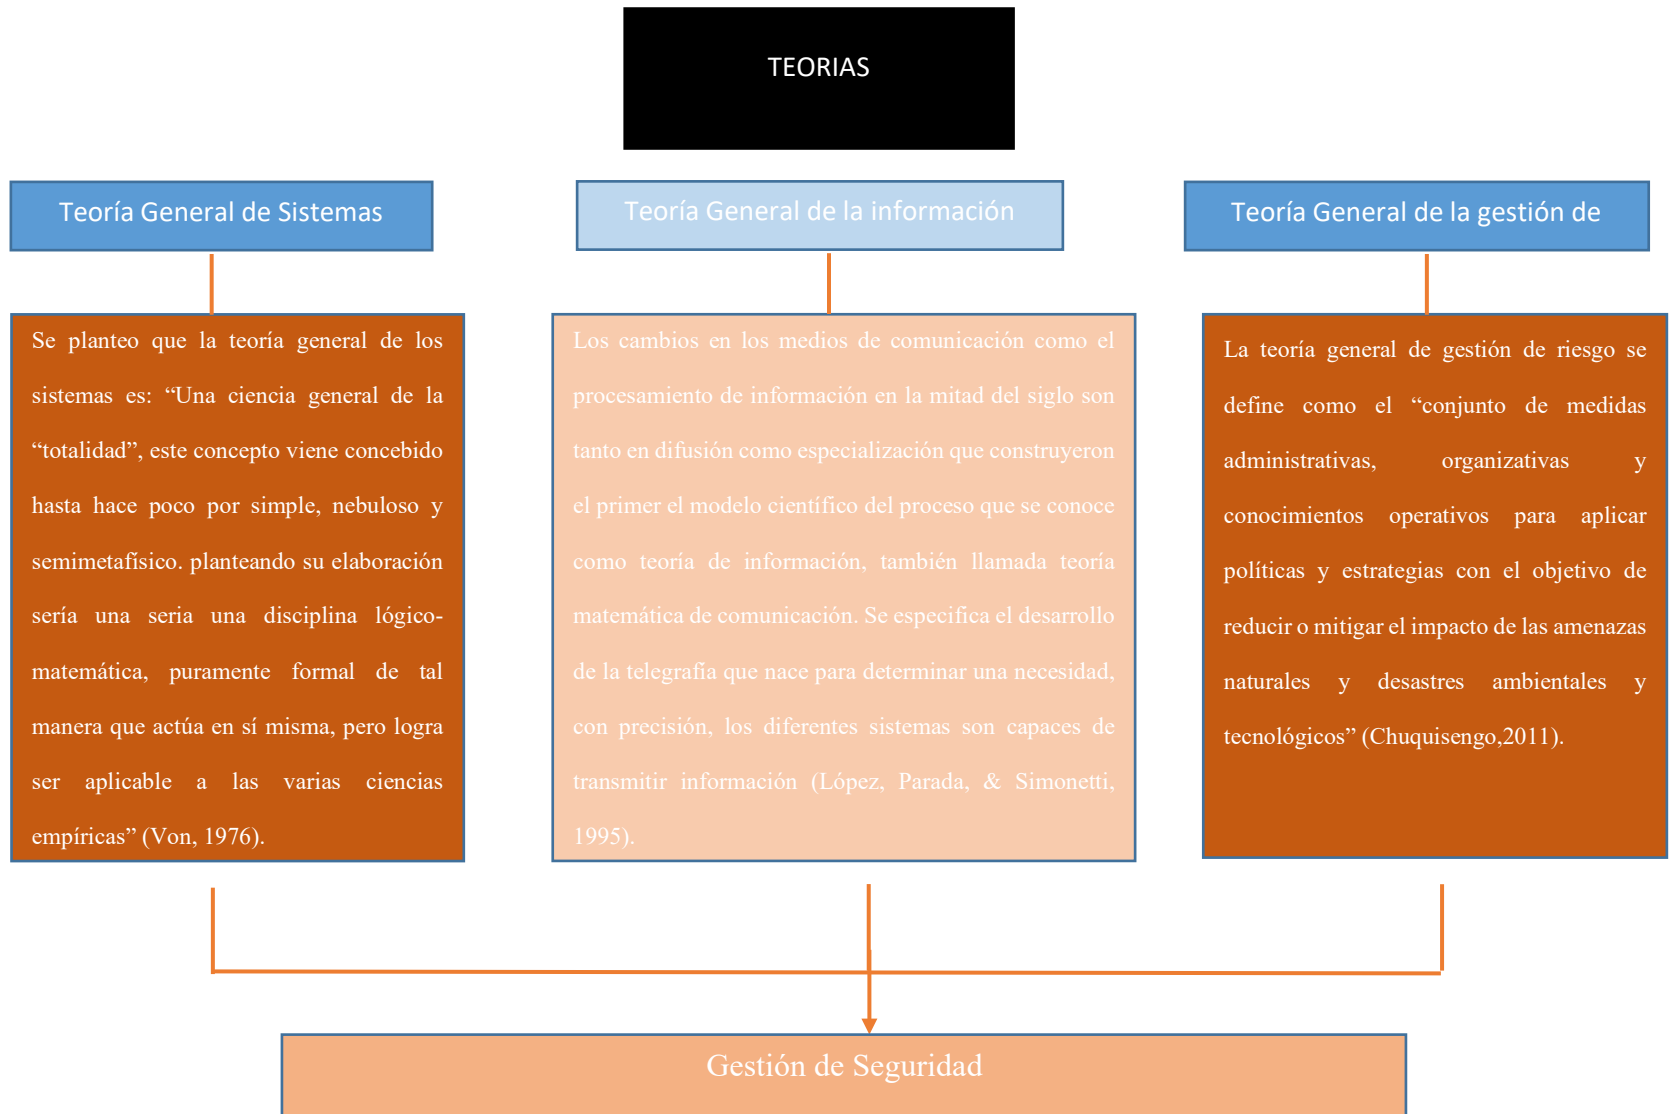 TEORIAS
Teoría General de Sistemas
Teoría General de la información
Teoría General de la gestión de
Se planteo que la teoría general de los
sistemas es: “Una ciencia general de la
“totalidad”, este concepto viene concebido
hasta hace poco por simple, nebuloso y
semimetafísico. planteando su elaboración
sería una seria una disciplina lógico-
matemática, puramente formal de tal
manera que actúa en sí misma, pero logra
ser aplicable a las varias ciencias
empíricas” (Von, 1976).
Los cambios en los medios de comunicación como el
procesamiento de información en la mitad del siglo son
tanto en difusión como especialización que construyeron
el primer el modelo científico del proceso que se conoce
como teoría de información, también llamada teoría
matemática de comunicación. Se especifica el desarrollo
de la telegrafía que nace para determinar una necesidad,
con precisión, los diferentes sistemas son capaces de
transmitir información (López, Parada, & Simonetti,
1995).
La teoría general de gestión de riesgo se
define como el “conjunto de medidas
administrativas, organizativas y
conocimientos operativos para aplicar
políticas y estrategias con el objetivo de
reducir o mitigar el impacto de las amenazas
naturales y desastres ambientales y
tecnológicos” (Chuquisengo,2011).
Gestión de Seguridad